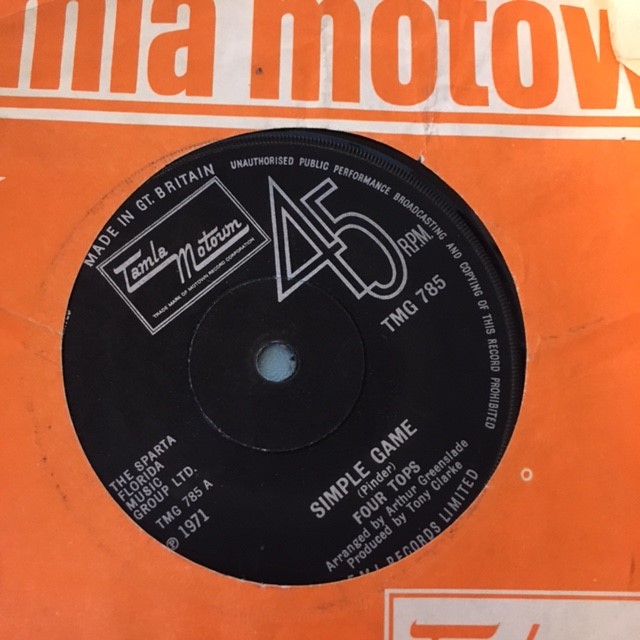 mla motow
MADE IN GT. BRITAIN
UNAUTHORISED PUBLIC PERFORMANCE BROADCASTING AND COPYING OF THIS RECORD PROHIBITED
Tamla Motown
TRADE MARK OF MOTOWN RECORD CORPORATION
45
R.P.M.
TMG 785
THE SPARTA
FLORIDA
MUSIC
GROUP LTD.
TMG 785 A
℗ 1971
SIMPLE GAME
(Pinder)
FOUR TOPS
Arranged by Arthur Greenslade
Produced by Tony Clarke
E.M.I. RECORDS LIMITED